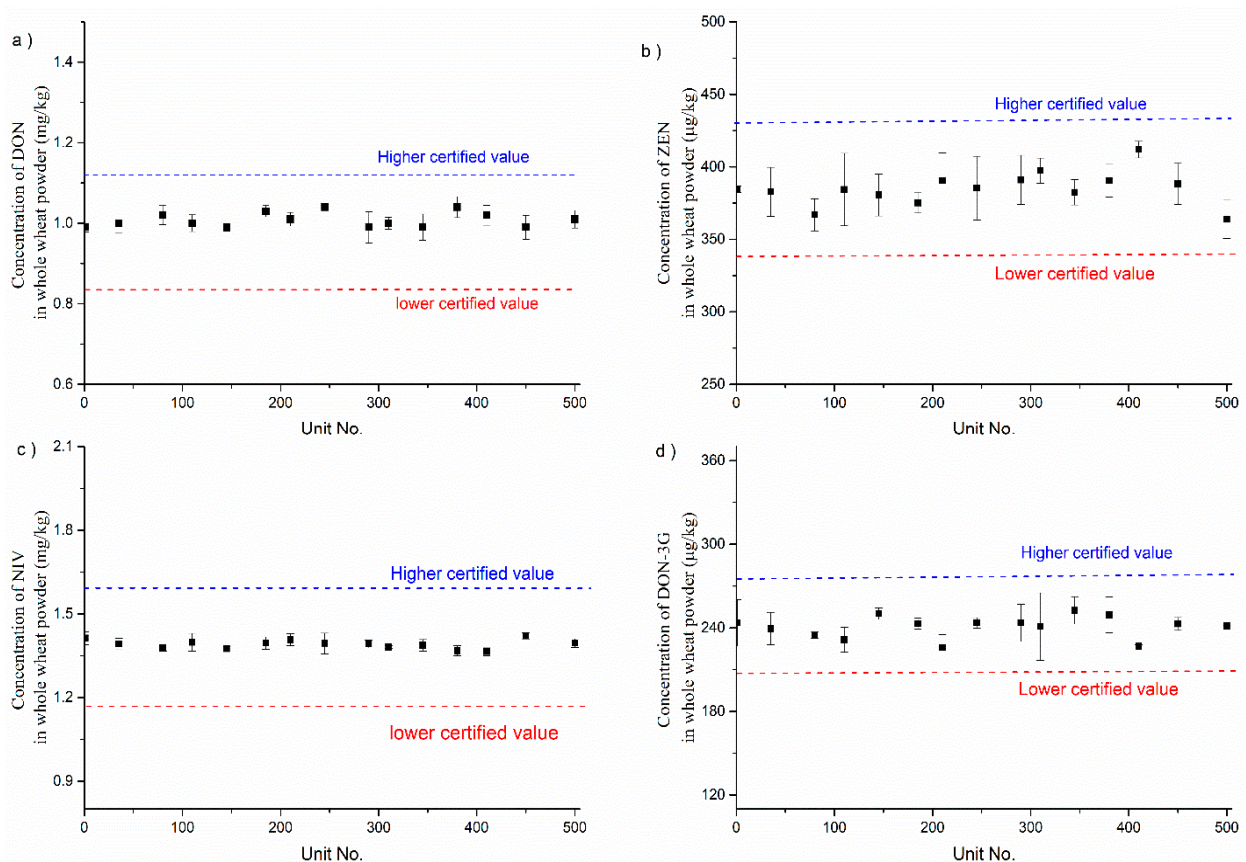 a )
Concentration of DON
in whole wheat powder (mg/kg)
1.4
1.2
1.0
0.8
0.6
Higher certified value
lower certified value
0
100
200
300
400
500
Unit No.
b )
Concentration of ZEN
in whole wheat powder (μg/kg)
500
450
400
350
300
250
Higher certified value
Lower certified value
0
100
200
300
400
500
Unit No.
c )
Concentration of NIV
in whole wheat powder (mg/kg)
2.1
1.8
1.5
1.2
0.9
Higher certified value
lower certified value
0
100
200
300
400
500
Unit No.
d )
Concentration of DON-3G
in whole wheat powder (μg/kg)
360
300
240
180
120
Higher certified value
Lower certified value
0
100
200
300
400
500
Unit No.